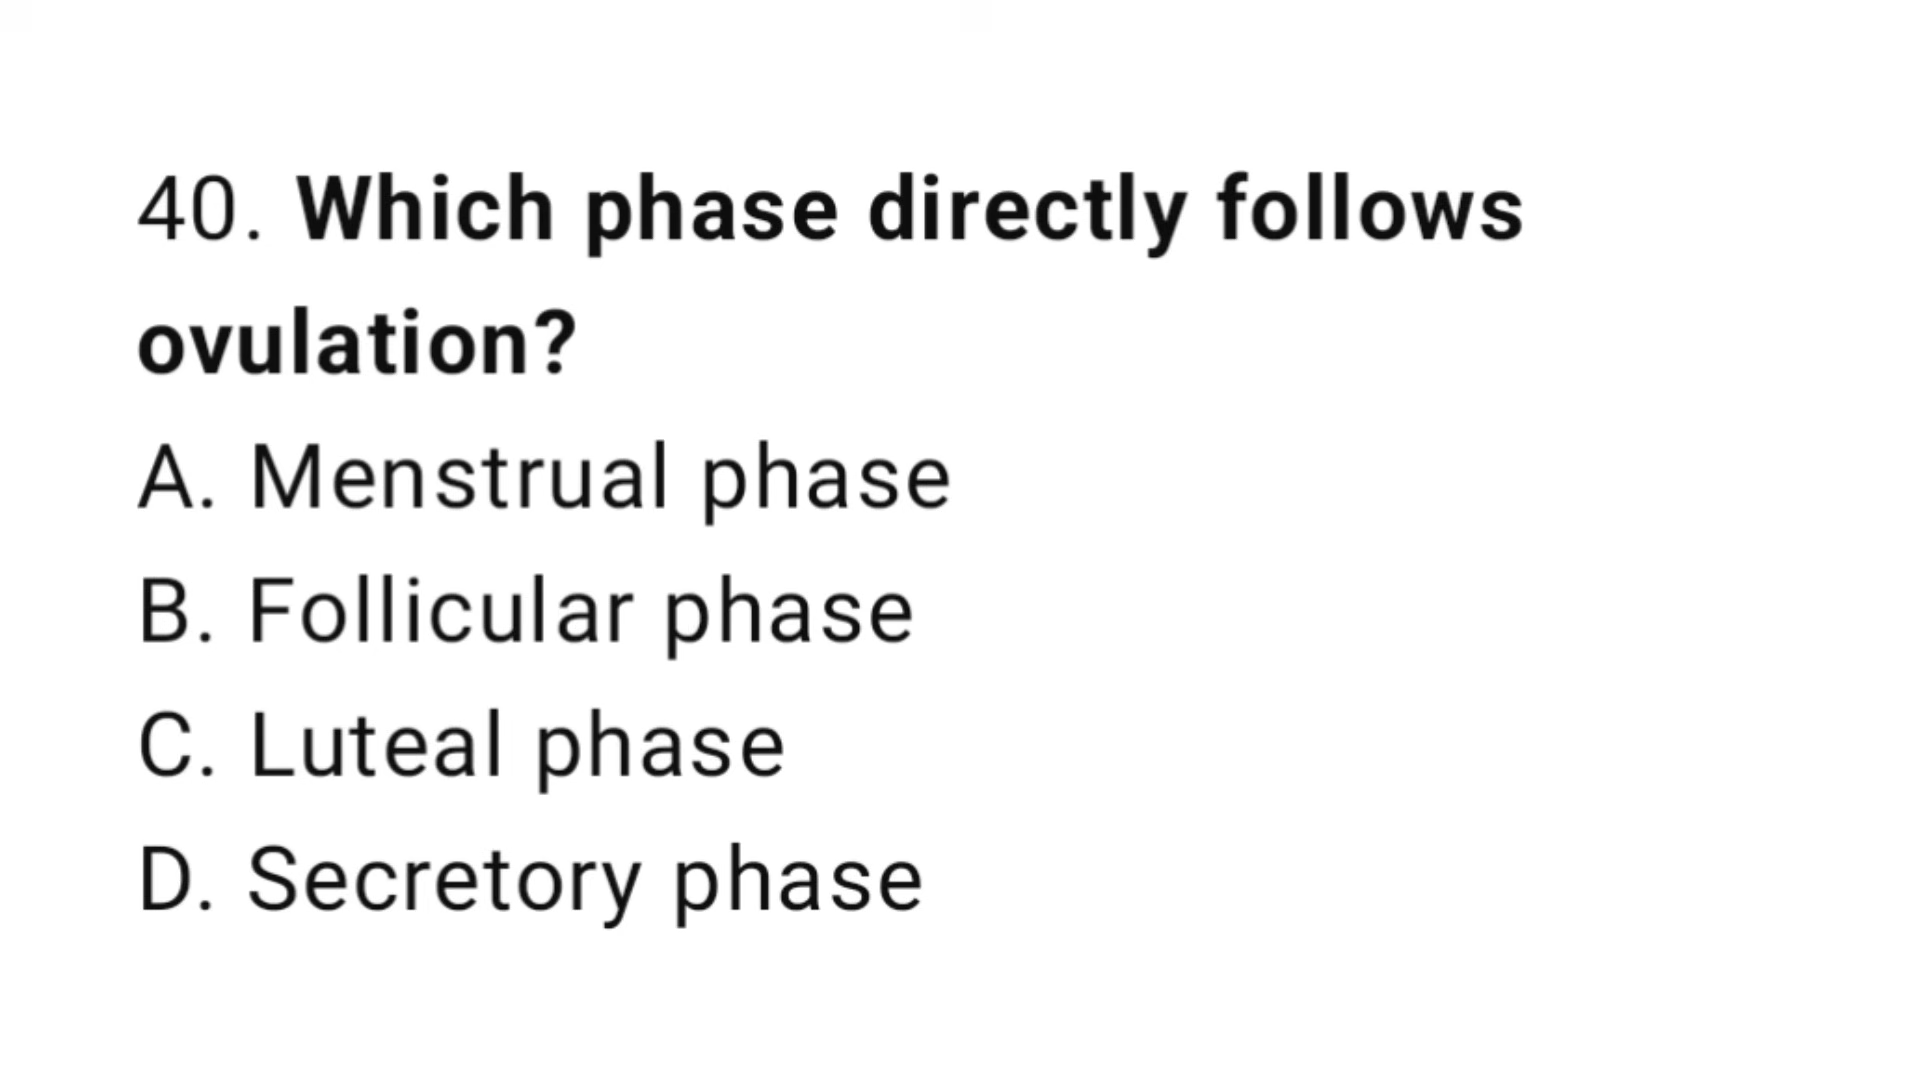 40. Which phase directly follows
ovulation?
A. Menstrual phase
B. Follicular phase
C. Luteal phase
D. Secretory phase